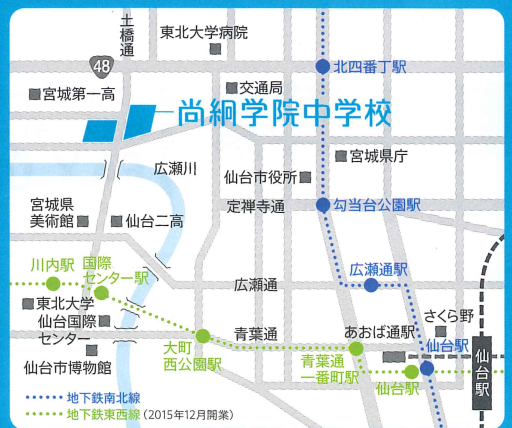 土橋通
東北大学病院
48
北四番丁駅
宮城第一高
交通局
尚絅学院中学校
宮城県庁
広瀬川
仙台市役所
宮城県
美術館
仙台二高
定禅寺通
勾当台公園駅
川内駅
国際
センター駅
広瀬通駅
広瀬通
東北大学
さくら野
仙台国際
センター
青葉通
あおば通駅
仙台駅
大町
西公園駅
青葉通
一番町駅
仙台駅
仙台駅
仙台市博物館
地下鉄南北線
地下鉄東西線(2015年12月開業)